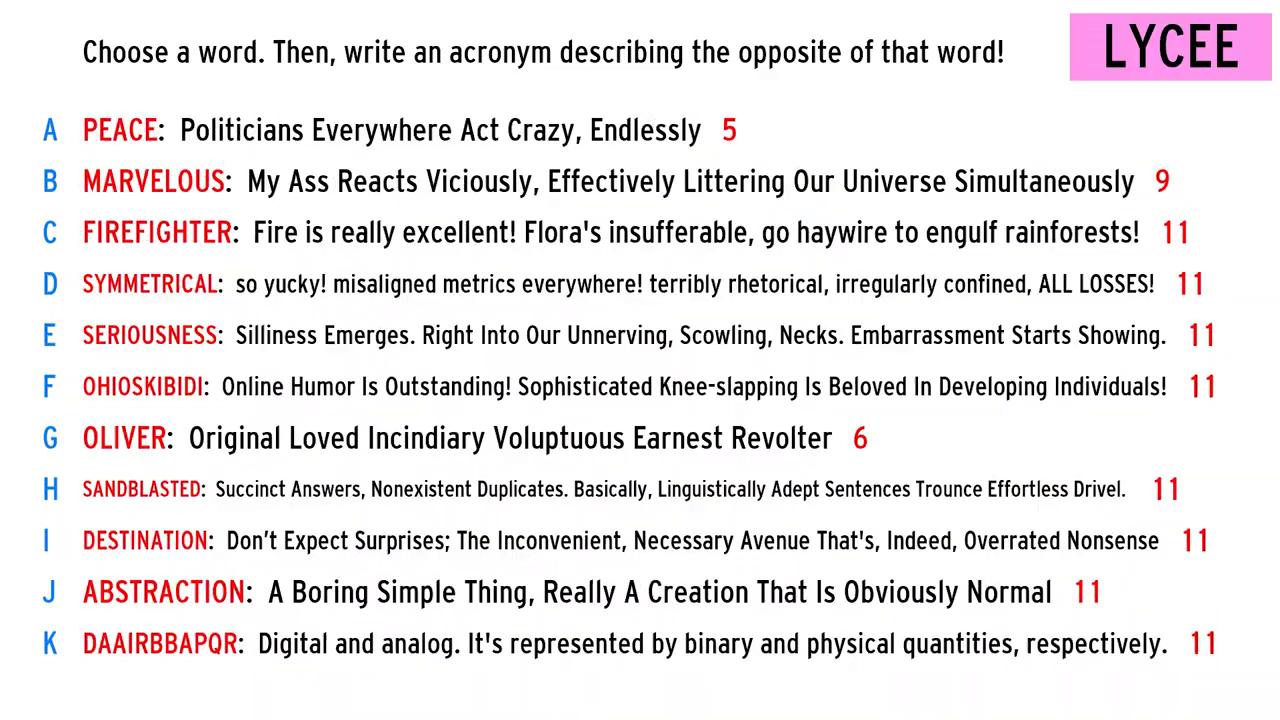 Choose a word. Then, write an acronym describing the opposite of that word!
LYCEE
A PEACE: Politicians Everywhere Act Crazy, Endlessly 5
B MARVELOUS: My Ass Reacts Viciously, Effectively Littering Our Universe Simultaneously 9
C FIREFIGHTER: Fire is really excellent! Flora's insufferable, go haywire to engulf rainforests! 11
D SYMMETRICAL: so yucky! misaligned metrics everywhere! terribly rhetorical, irregularly confined, ALL LOSSES! 11
E SERIOUSNESS: Silliness Emerges. Right Into Our Unnerving, Scowling, Necks. Embarrassment Starts Showing. 11
F OHIOSKIBIDI: Online Humor Is Outstanding! Sophisticated Knee-slapping Is Beloved In Developing Individuals! 11
G OLIVER: Original Loved Incindiary Voluptuous Earnest Revolter 6
H SANDBLASTED: Succinct Answers, Nonexistent Duplicates. Basically, Linguistically Adept Sentences Trounce Effortless Drivel. 11
I DESTINATION: Don’t Expect Surprises; The Inconvenient, Necessary Avenue That's, Indeed, Overrated Nonsense 11
J ABSTRACTION: A Boring Simple Thing, Really A Creation That Is Obviously Normal 11
K DAAIRBBAPQR: Digital and analog. It's represented by binary and physical quantities, respectively. 11